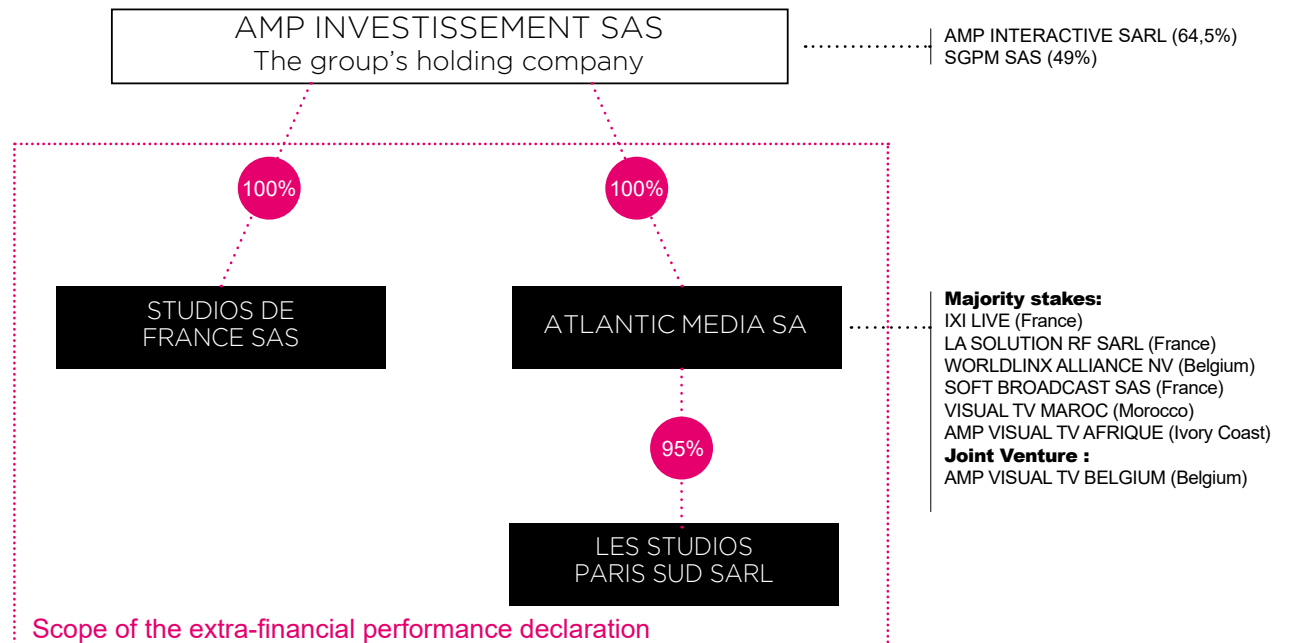 AMP INVESTISSEMENT SAS
The group's holding company
AMP INTERACTIVE SARL (64,5%)
SGPM SAS (49%)
100%
100%
STUDIOS DE
FRANCE SAS
ATLANTIC MEDIA SA
Majority stakes:
IXI LIVE (France)
LA SOLUTION RF SARL (France)
WORLDLINX ALLIANCE NV (Belgium)
SOFT BROADCAST SAS (France)
VISUAL TV MAROC (Morocco)
AMP VISUAL TV AFRIQUE (Ivory Coast)
Joint Venture :
AMP VISUAL TV BELGIUM (Belgium)
95%
LES STUDIOS
PARIS SUD SARL
Scope of the extra-financial performance declaration